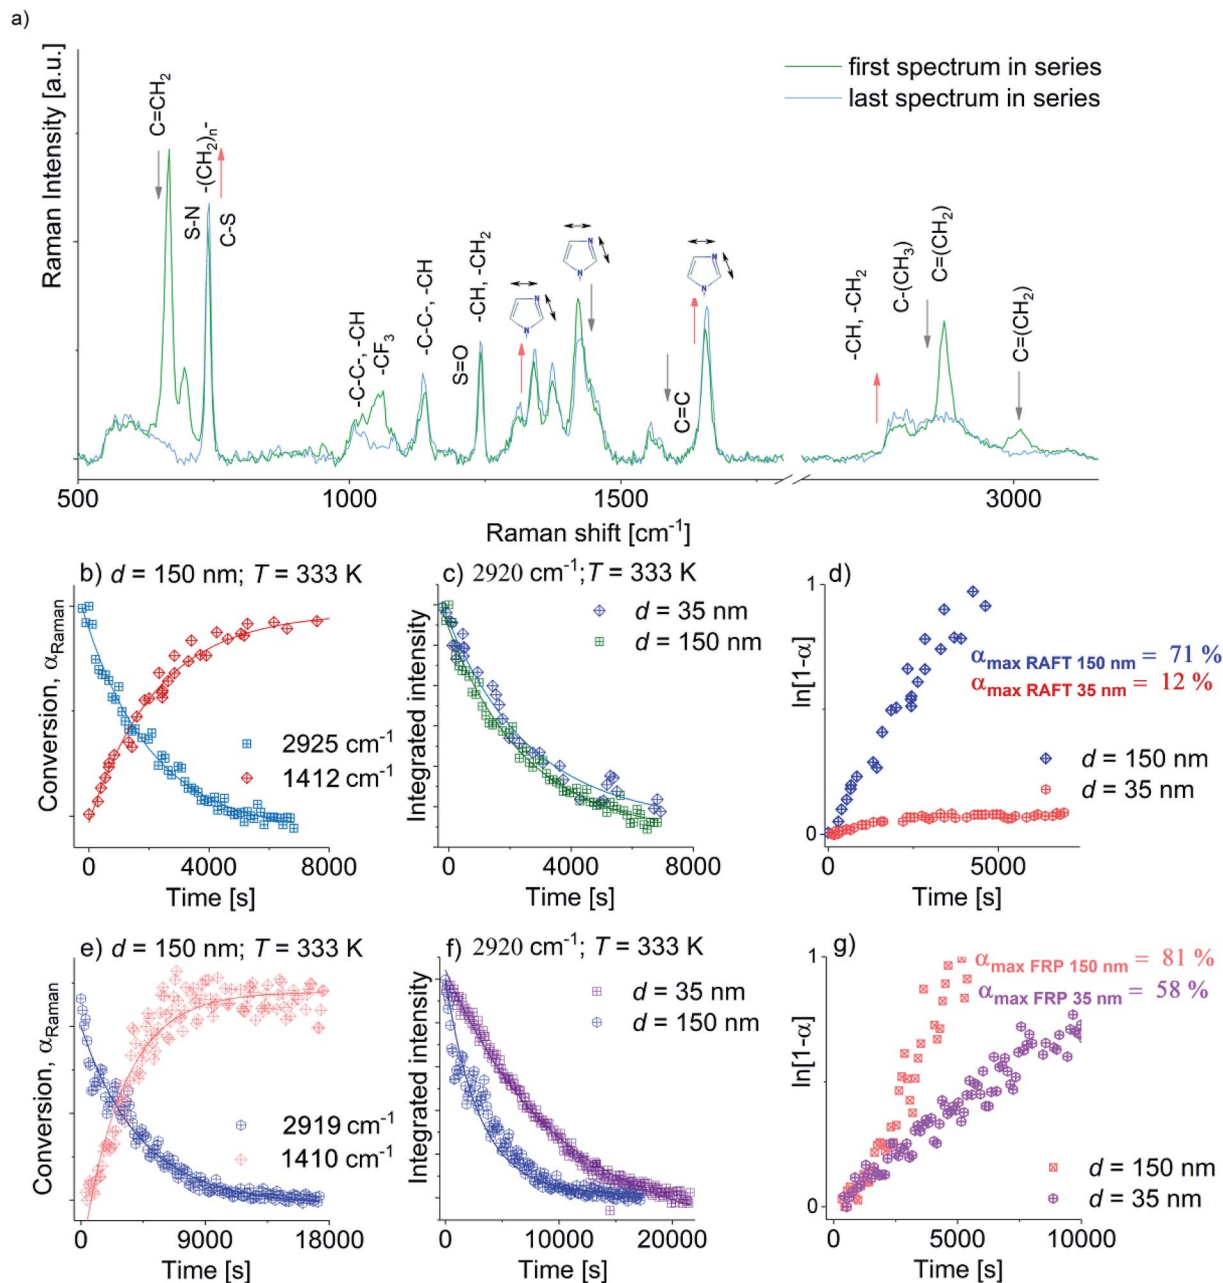 a)
Raman Intensity [a.u.]
first spectrum in series
last spectrum in series
C=CH2
S-N
-(CH2)n-
C-S
-C-C-, -CH
-CF3
-C-C-, -CH
S=O
-CH, -CH2
N
N
N
N
N
N
C=C
-CH, -CH2
C-(CH3)
C=(CH2)
C=(CH2)
500
1000
1500
3000
Raman shift [cm-1]
b) d = 150 nm; T = 333 K
Conversion, αRaman
2925 cm-1
1412 cm-1
0
4000
8000
Time [s]
c) 2920 cm-1; T = 333 K
Integrated intensity
d = 35 nm
d = 150 nm
0
4000
8000
Time [s]
d)
ln[1-α]
1
0
αmax RAFT 150 nm = 71 %
αmax RAFT 35 nm = 12 %
d = 150 nm
d = 35 nm
0
5000
Time [s]
e) d = 150 nm; T = 333 K
Conversion, αRaman
2919 cm-1
1410 cm-1
0
9000
18000
Time [s]
f) 2920 cm-1; T = 333 K
Integrated intensity
d = 35 nm
d = 150 nm
0
10000
20000
Time [s]
g)
ln[1-α]
1
0
αmax FRP 150 nm = 81 %
αmax FRP 35 nm = 58 %
d = 150 nm
d = 35 nm
0
5000
10000
Time [s]